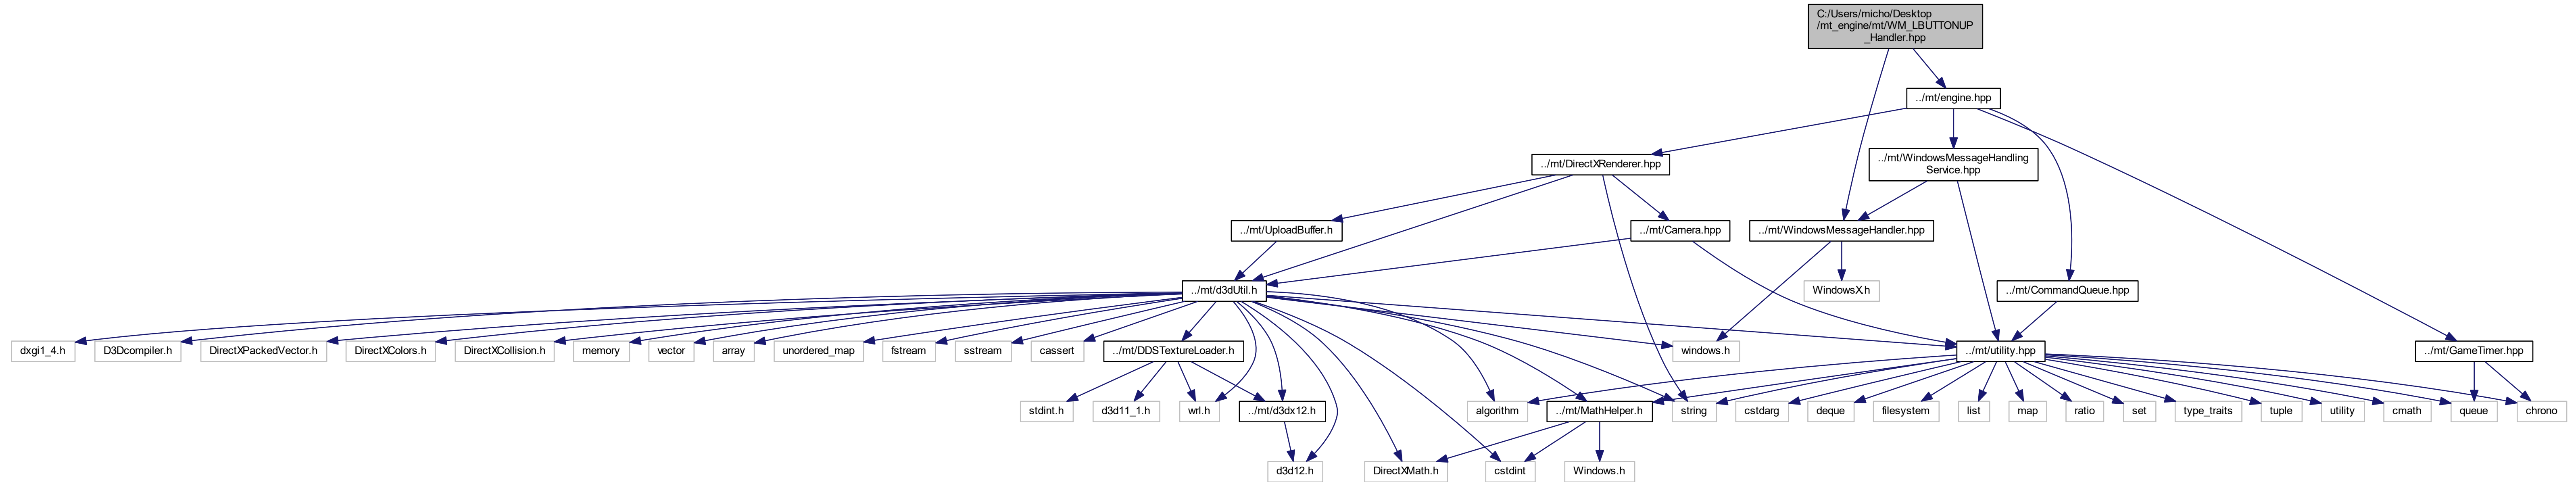 C:/Users/micho/Desktop
/mt_engine/mt/WM_LBUTTONUP
_Handler.hpp
../mt/engine.hpp
../mt/DirectXRenderer.hpp
../mt/WindowsMessageHandling
Service.hpp
../mt/UploadBuffer.h
../mt/Camera.hpp
../mt/WindowsMessageHandler.hpp
../mt/d3dUtil.h
WindowsX.h
../mt/CommandQueue.hpp
dxgi1_4.h
D3Dcompiler.h
DirectXPackedVector.h
DirectXColors.h
DirectXCollision.h
memory
vector
array
unordered_map
fstream
sstream
cassert
../mt/DDSTextureLoader.h
windows.h
../mt/utility.hpp
../mt/GameTimer.hpp
stdint.h
d3d11_1.h
wrl.h
../mt/d3dx12.h
algorithm
../mt/MathHelper.h
string
cstdarg
deque
filesystem
list
map
ratio
set
type_traits
tuple
utility
cmath
queue
chrono
d3d12.h
DirectXMath.h
cstdint
Windows.h